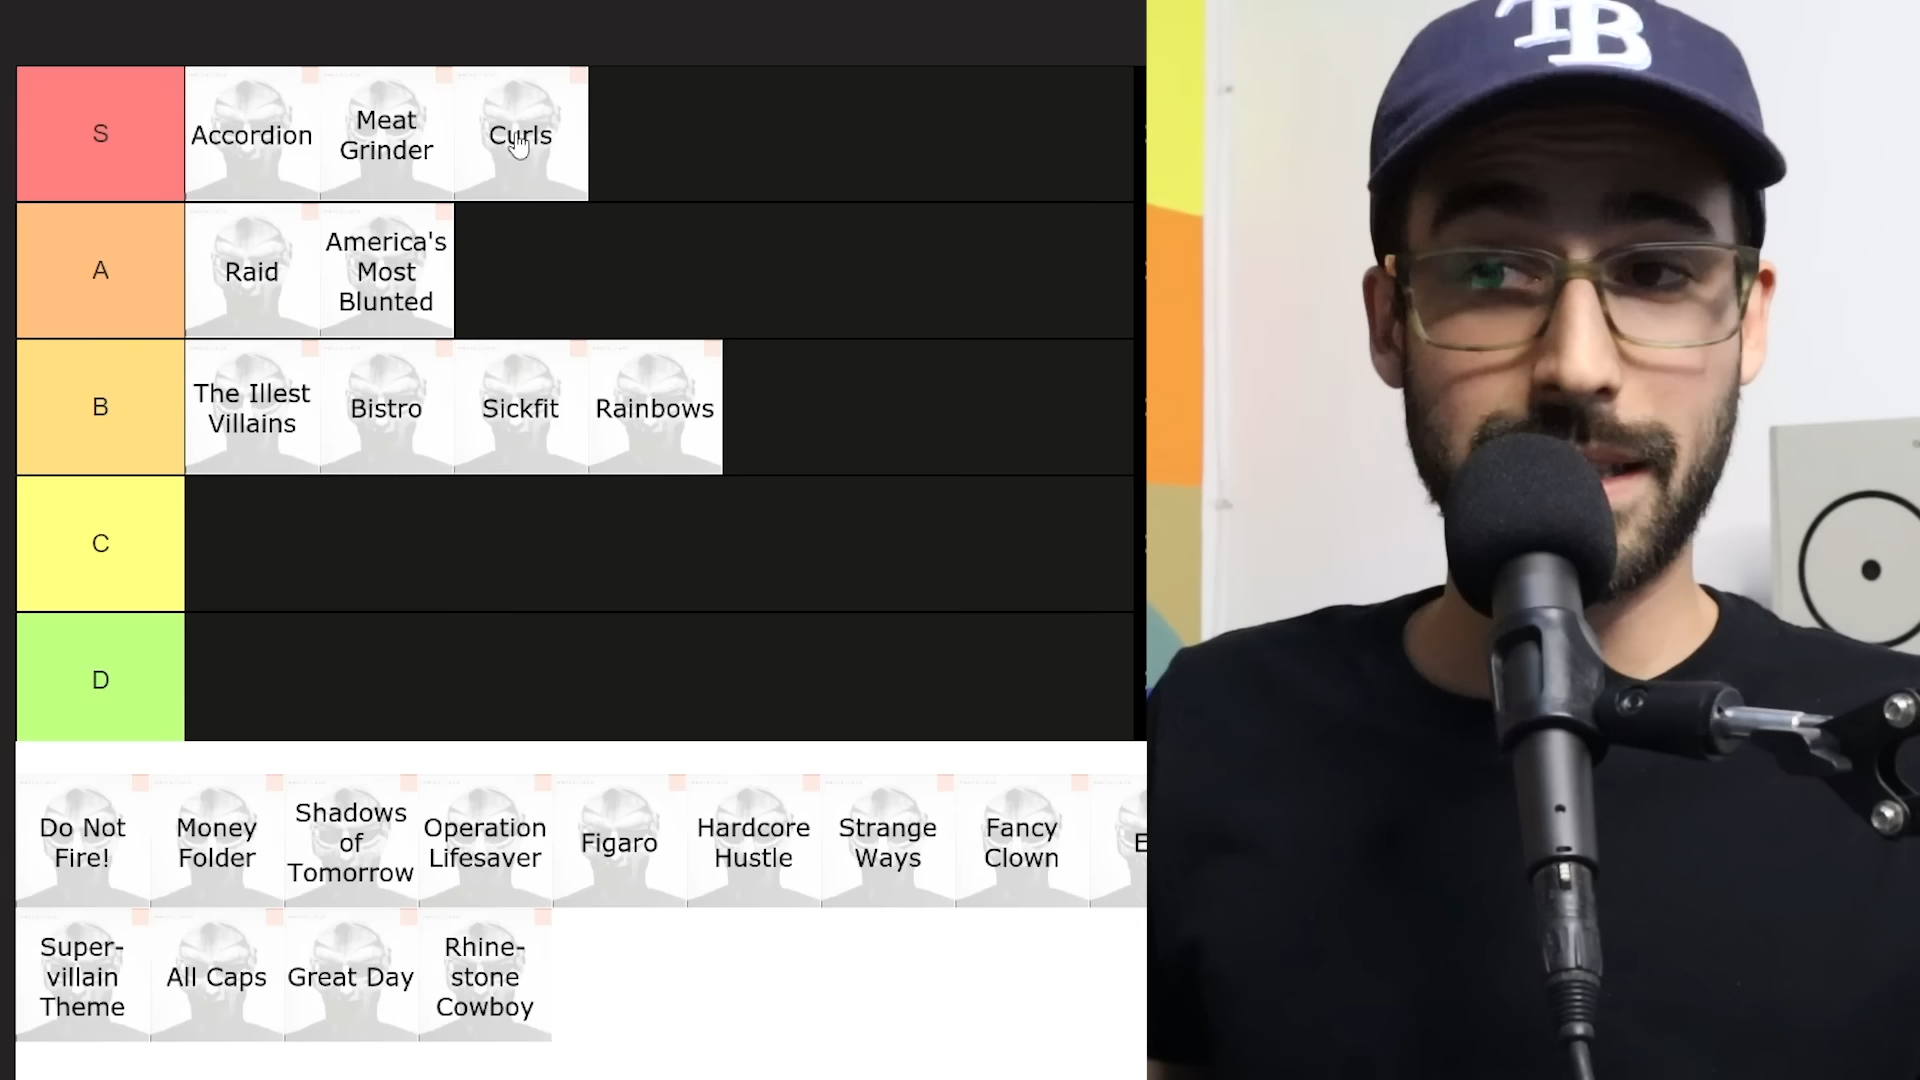 TB
S
Accordion
Meat
Grinder
Curls
A
Raid
America's
Most
Blunted
B
The Illest
Villains
Bistro
Sickfit
Rainbows
C
D
Do Not
Fire!
Money
Folder
Shadows
of
Tomorrow
Operation
Lifesaver
Figaro
Hardcore
Hustle
Strange
Ways
Fancy
Clown
E
Super-
villain
Theme
All Caps
Great Day
Rhine-
stone
Cowboy